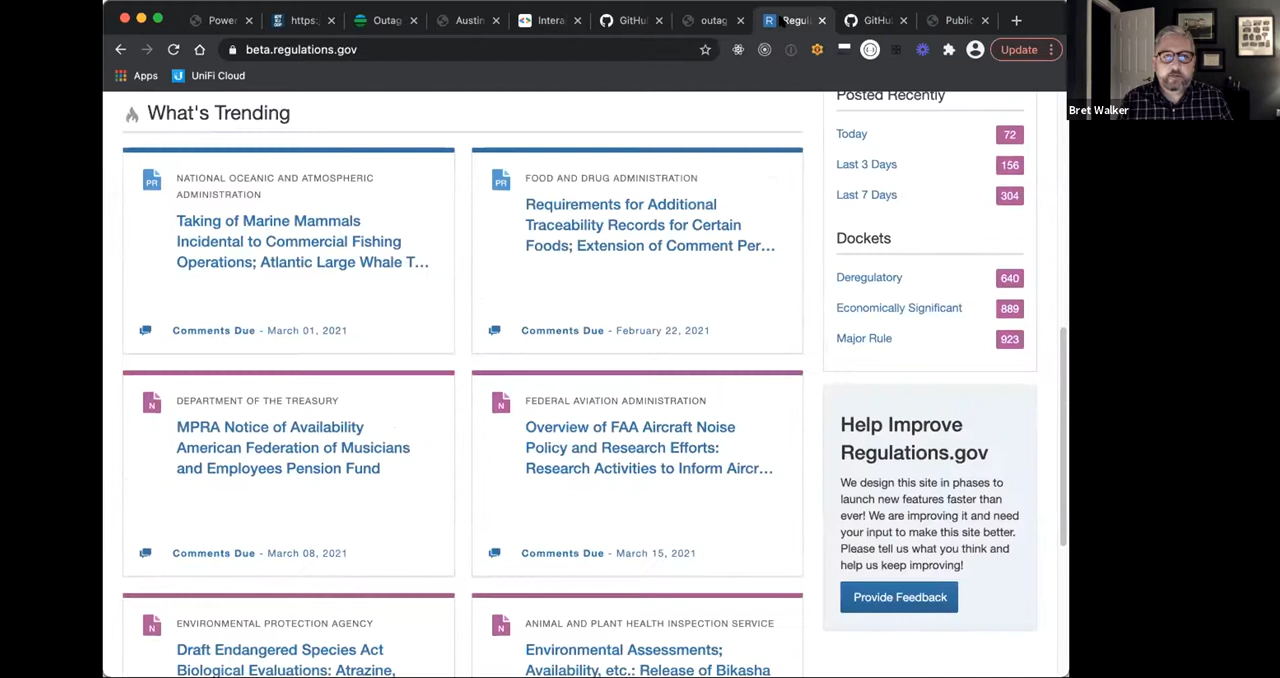 Power
https:
Outag
Austin
Intera
GitHu
outag
Regul
GitHu
Public
beta.regulations.gov
Update
Apps
UniFi Cloud
Bret Walker
What's Trending
PR
NATIONAL OCEANIC AND ATMOSPHERIC
ADMINISTRATION
Taking of Marine Mammals
Incidental to Commercial Fishing
Operations; Atlantic Large Whale T...
Comments Due - March 01, 2021
PR
FOOD AND DRUG ADMINISTRATION
Requirements for Additional
Traceability Records for Certain
Foods; Extension of Comment Per...
Comments Due - February 22, 2021
N
DEPARTMENT OF THE TREASURY
MPRA Notice of Availability
American Federation of Musicians
and Employees Pension Fund
Comments Due - March 08, 2021
N
FEDERAL AVIATION ADMINISTRATION
Overview of FAA Aircraft Noise
Policy and Research Efforts:
Research Activities to Inform Aircr...
Comments Due - March 15, 2021
N
ENVIRONMENTAL PROTECTION AGENCY
Draft Endangered Species Act
Biological Evaluations: Atrazine,
N
ANIMAL AND PLANT HEALTH INSPECTION SERVICE
Environmental Assessments;
Availability, etc.: Release of Bikasha
Posted Recently
Today 72
Last 3 Days 156
Last 7 Days 304
Dockets
Deregulatory 640
Economically Significant 889
Major Rule 923
Help Improve
Regulations.gov
We design this site in phases to
launch new features faster than
ever! We are improving it and need
your input to make this site better.
Please tell us what you think and
help us keep improving!
Provide Feedback